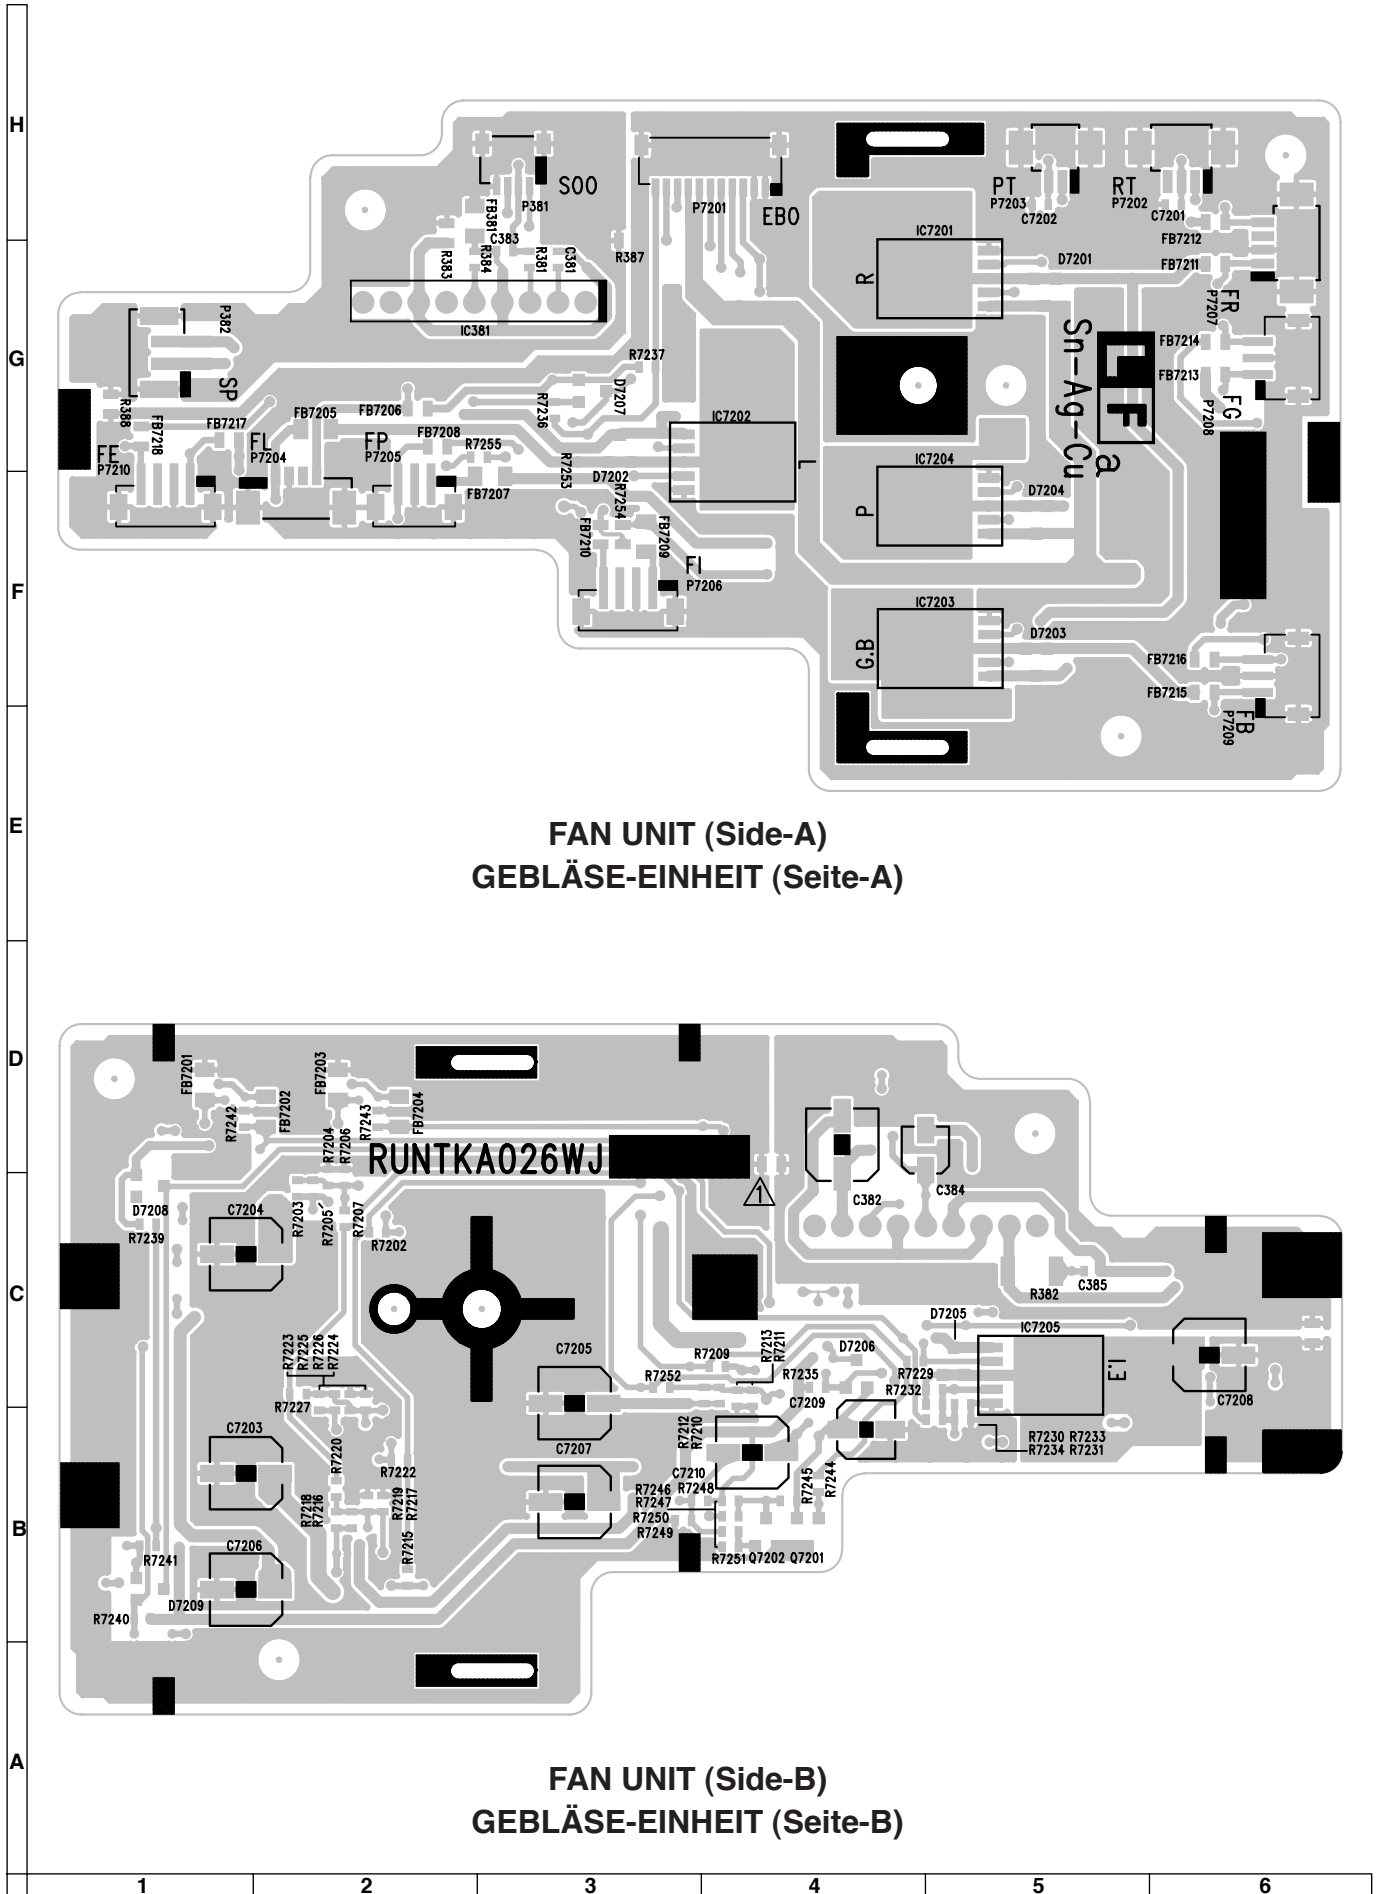 H
S00
P381
FB381
C383
R383
R384
R381
C381
R387
P7201
EB0
PT
P7203
C7202
RT
P7202
C7201
FB7212
FB7211
IC7201
R
D7201
FR
P7207
IC381
G
P382
SP
R388
FB7218
FB7217
FE
P7210
FL
P7204
FB7205
FB7206
FP
P7205
FB7208
R7255
FB7207
R7237
R7236
D7207
IC7202
L
Sn-Ag-Cu
LF
a
FB7214
FB7213
FG
P7208
R7253
D7202
R7254
FB7210
FB7209
FI
P7206
IC7204
P
D7204
F
IC7203
G.B
D7203
FB7216
FB7215
FB
P7209
E
FAN UNIT (Side-A)
GEBLÄSE-EINHEIT (Seite-A)
D
FB7201
R7242
FB7202
FB7203
R7204
R7206
R7243
FB7204
RUNTKA026WJ
1
C382
C384
D7208
R7239
C7204
R7203
R7205
R7207
R7202
C
R382
C385
D7205
IC7205
I.3
R7223
R7225
R7226
R7224
R7227
C7205
R7252
R7209
R7213
R7211
R7235
D7206
R7229
R7232
C7209
C7208
R7230 R7233
R7234 R7231
C7203
R7220
R7222
C7207
R7212
R7210
C7210
R7246 R7248
R7247
R7250
R7249
R7245
R7244
B
R7218
R7216
R7219
R7217
R7215
R7251 Q7202 Q7201
R7241
C7206
D7209
R7240
A
FAN UNIT (Side-B)
GEBLÄSE-EINHEIT (Seite-B)
1 2 3 4 5 6